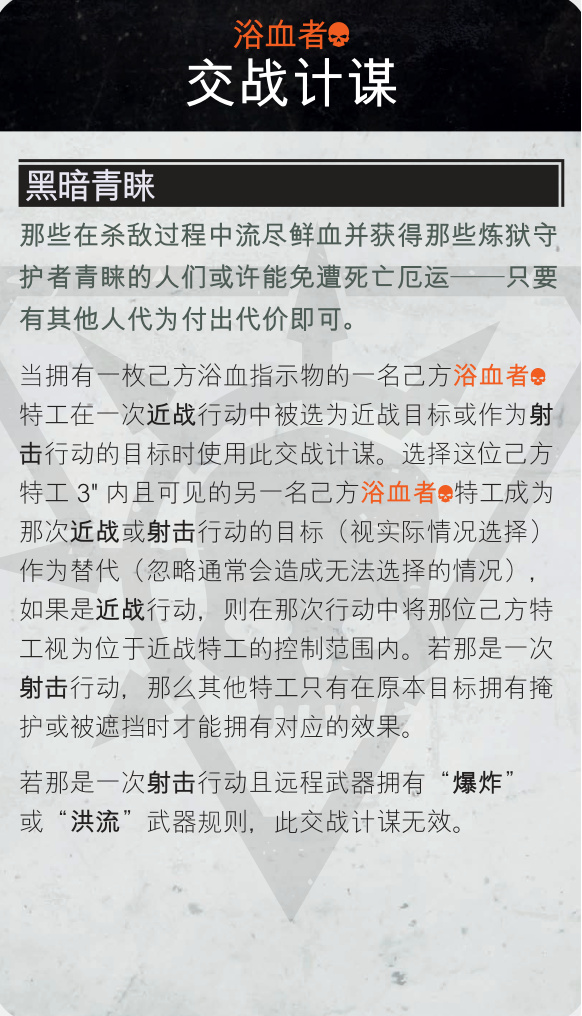 浴血者
交战计谋
黑暗青睐
那些在杀敌过程中流尽鲜血并获得那些炼狱守
护者青睐的人们或许能免遭死亡厄运——只要
有其他人代为付出代价即可。
当拥有一枚己方浴血指示物的一名己方浴血者
特工在一次近战行动中被选为近战目标或作为射
击行动的目标时使用此交战计谋。选择这位己方
特工 3" 内且可见的另一名己方浴血者特工成为
那次近战或射击行动的目标（视实际情况选择）
作为替代（忽略通常会造成无法选择的情况），
如果是近战行动，则在那次行动中将那位己方特
工视为位于近战特工的控制范围内。若那是一次
射击行动，那么其他特工只有在原本目标拥有掩
护或被遮挡时才能拥有对应的效果。
若那是一次射击行动且远程武器拥有“爆炸”
或“洪流”武器规则，此交战计谋无效。